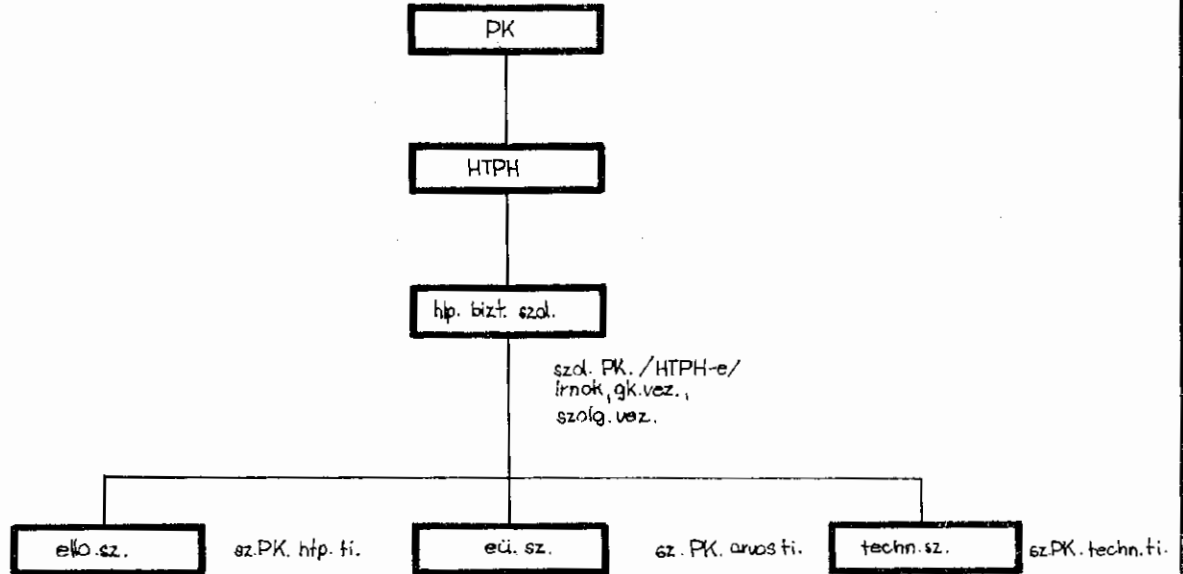 PK
HTPH
htp. bizt. szol.
szol. PK. /HTPH-e/
írnok, gk.vez.,
szolg.vez.
ello.sz. sz.PK. htp. ti. eü. sz. sz. PK. orvos ti. techn.sz. sz.PK. techn.ti.